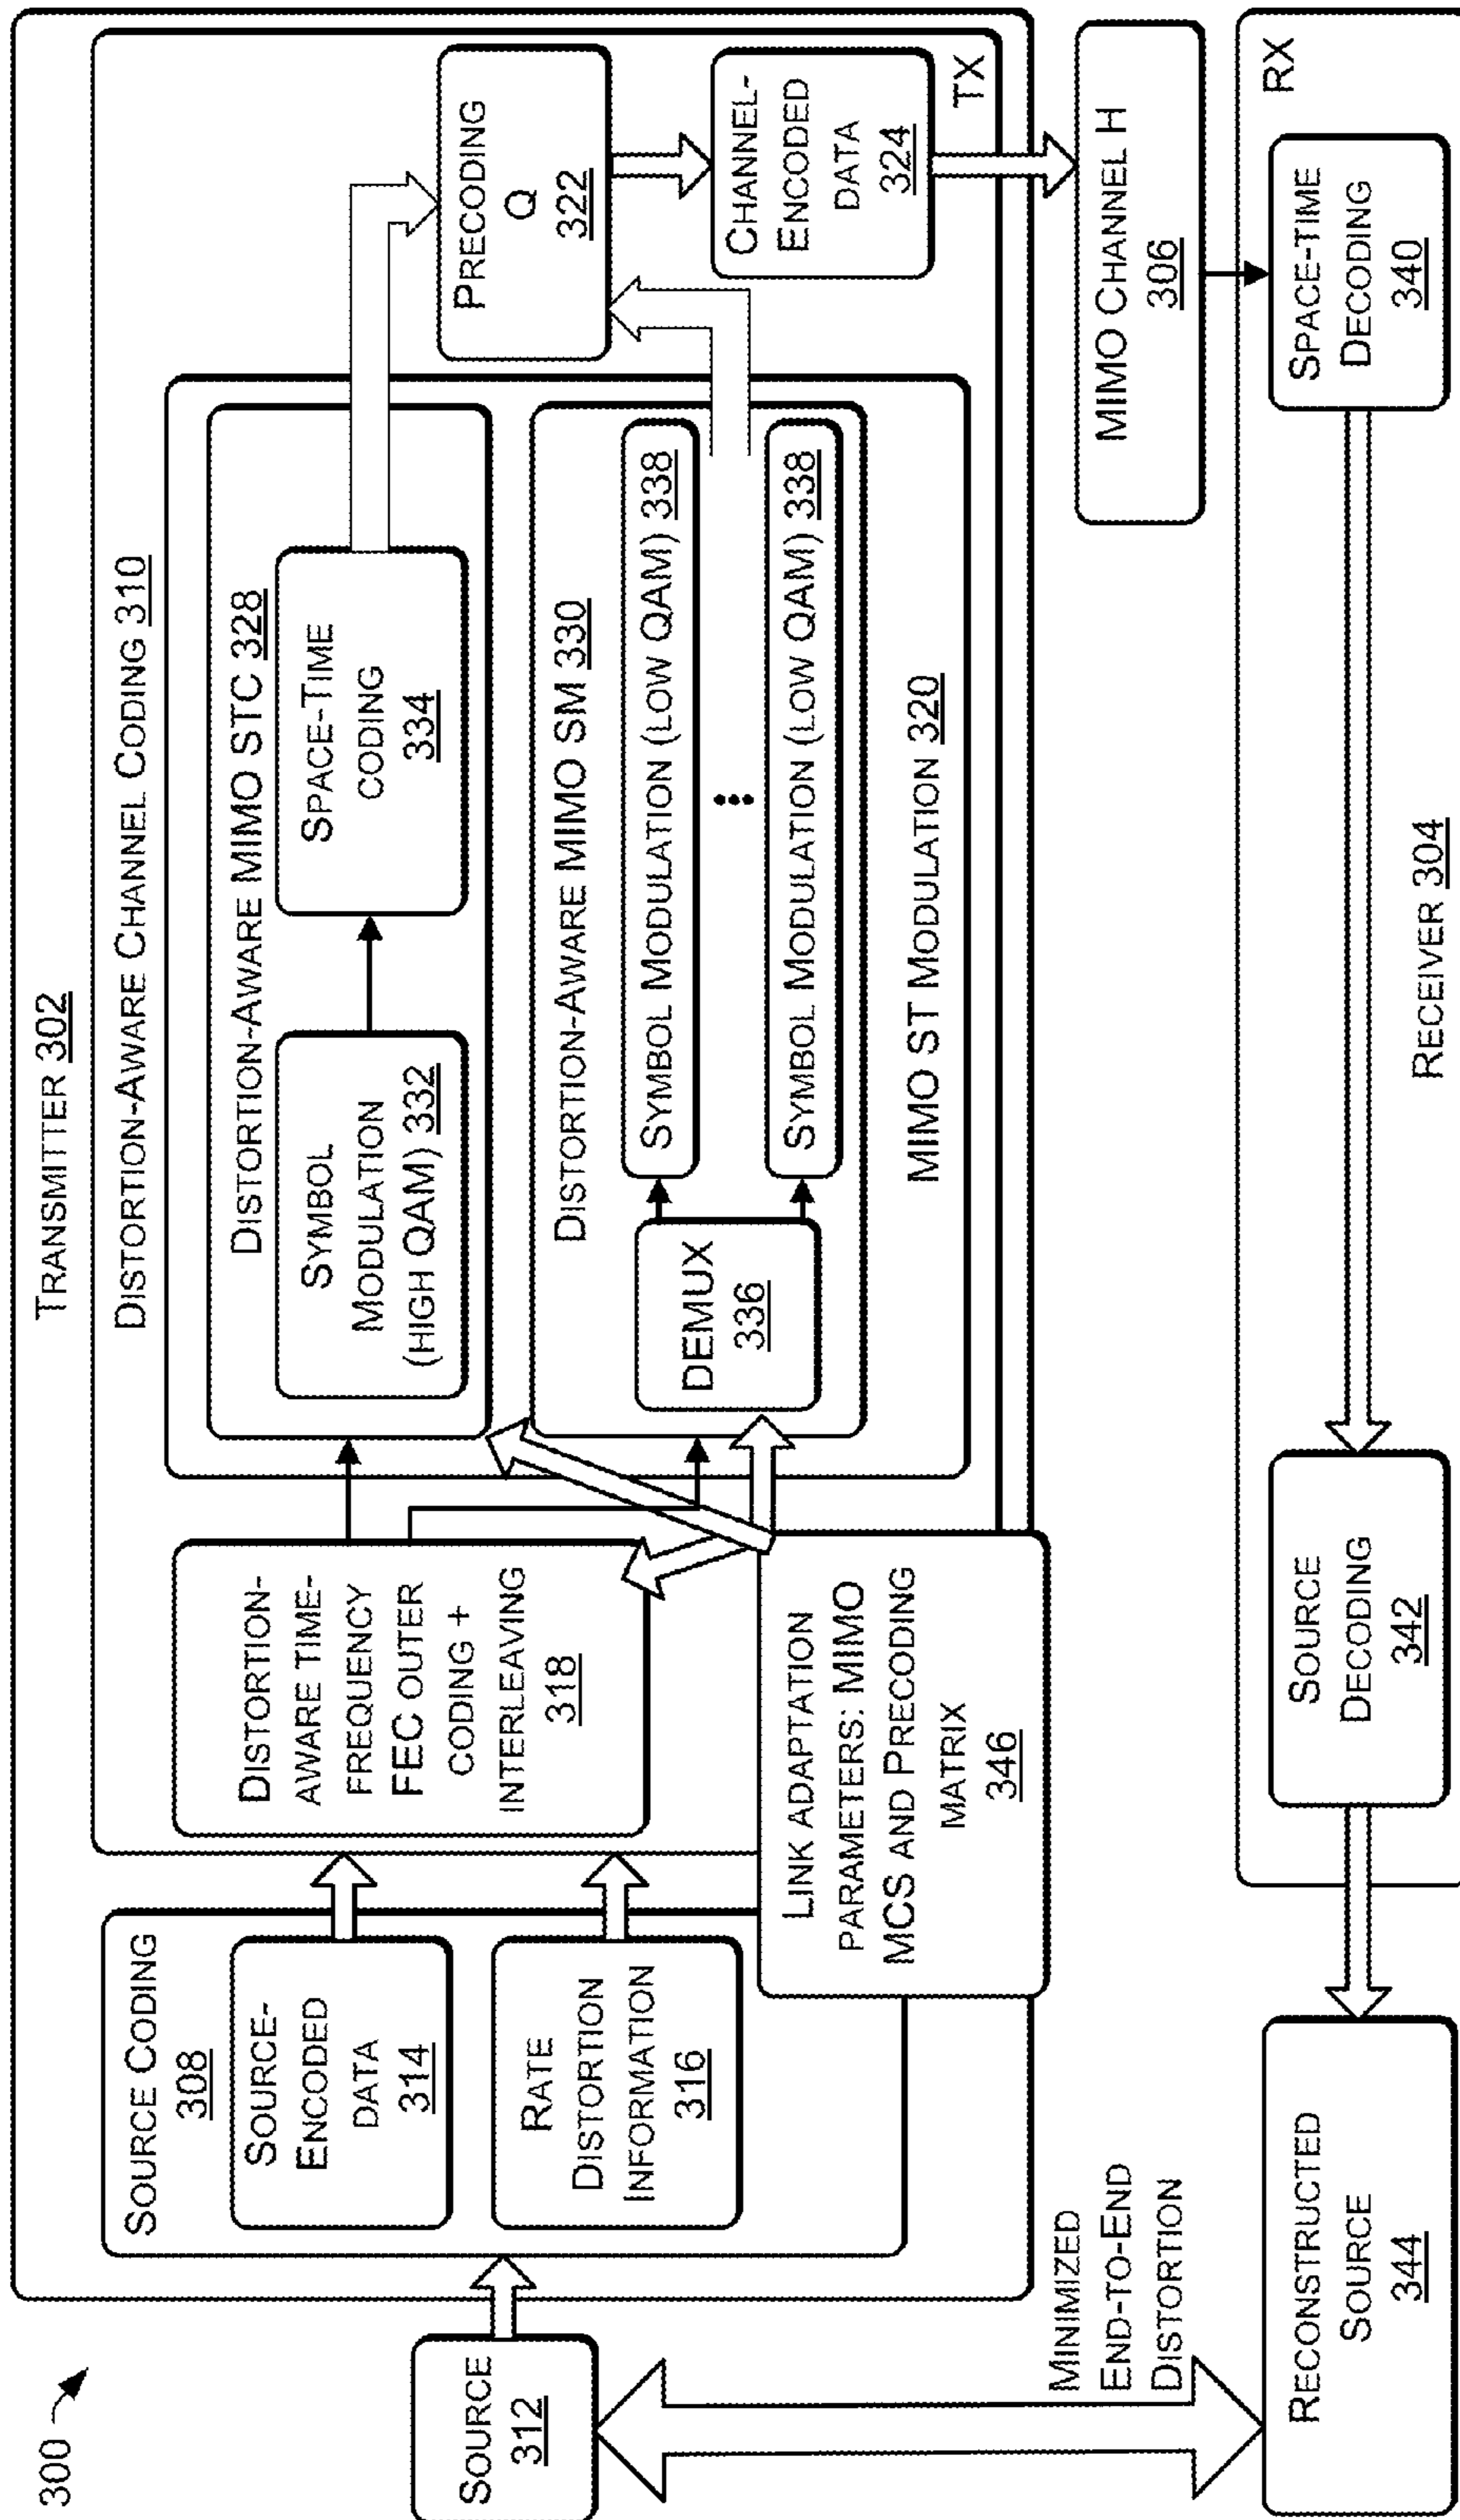 300
TRANSMITTER 302
DISTORTION-AWARE CHANNEL CODING 310
SOURCE
312
SOURCE CODING
308
SOURCE-
ENCODED
DATA
314
RATE
DISTORTION
INFORMATION
316
DISTORTION-
AWARE TIME-
FREQUENCY
FEC OUTER
CODING +
INTERLEAVING
318
LINK ADAPTATION
PARAMETERS: MIMO
MCS AND PRECODING
MATRIX
346
DISTORTION-AWARE MIMO STC 328
SYMBOL
MODULATION
(HIGH QAM) 332
SPACE-TIME
CODING
334
DISTORTION-AWARE MIMO SM 330
DEMUX
336
SYMBOL MODULATION (LOW QAM) 338
SYMBOL MODULATION (LOW QAM) 338
MIMO ST MODULATION 320
PRECODING
Q
322
CHANNEL-
ENCODED
DATA
324
TX
MIMO CHANNEL H
306
RX
SPACE-TIME
DECODING
340
SOURCE
DECODING
342
RECEIVER 304
MINIMIZED
END-TO-END
DISTORTION
RECONSTRUCTED
SOURCE
344